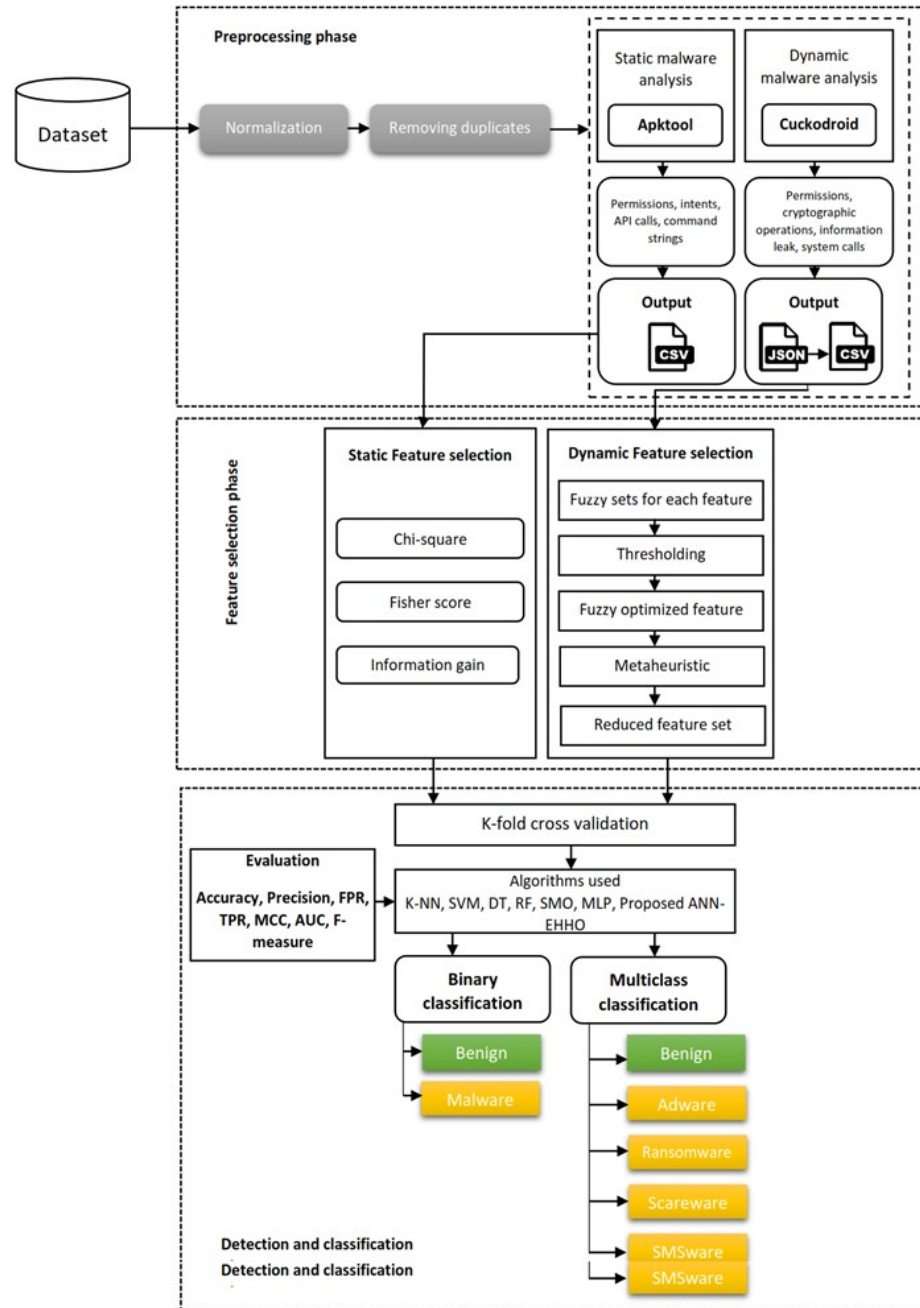 Preprocessing phase
Dataset
Normalization
Removing duplicates
Static malware
analysis
Apktool
Dynamic
malware analysis
Cuckodroid
Permissions, intents,
API calls, command
strings
Permissions,
cryptographic
operations, information
leak, system calls
Output
CSV
Output
JSON
CSV
Feature selection phase
Static Feature selection
Chi-square
Fisher score
Information gain
Dynamic Feature selection
Fuzzy sets for each feature
Thresholding
Fuzzy optimized feature
Metaheuristic
Reduced feature set
K-fold cross validation
Evaluation
Accuracy, Precision, FPR,
TPR, MCC, AUC, F-
measure
Algorithms used
K-NN, SVM, DT, RF, SMO, MLP, Proposed ANN-
EHHO
Binary
classification
Benign
Malware
Multiclass
classification
Benign
Adware
Ransomware
Scareware
SMSware
SMSware
Detection and classification
Detection and classification